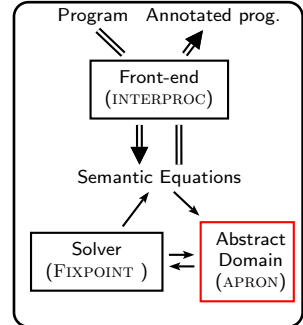 Program Annotated prog.
Front-end
(INTERPROC)
Semantic Equations
Solver
(FIXPOINT )
Abstract
Domain
(APRON)